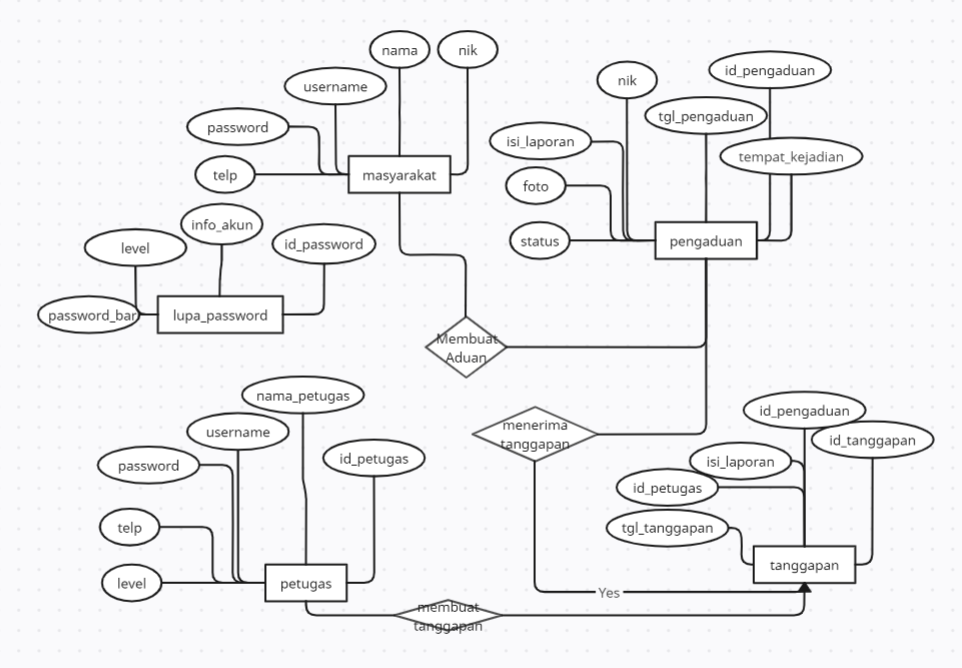 nama
nik
username
password
telp
masyarakat
id_pengaduan
nik
tgl_pengaduan
isi_laporan
tempat_kejadian
foto
status
pengaduan
info_akun
level
id_password
password_bar
lupa_password
Membuat
Aduan
menerima
tanggapan
nama_petugas
username
password
id_petugas
telp
level
petugas
membuat
tanggapan
id_pengaduan
id_tanggapan
isi_laporan
id_petugas
tgl_tanggapan
tanggapan
Yes